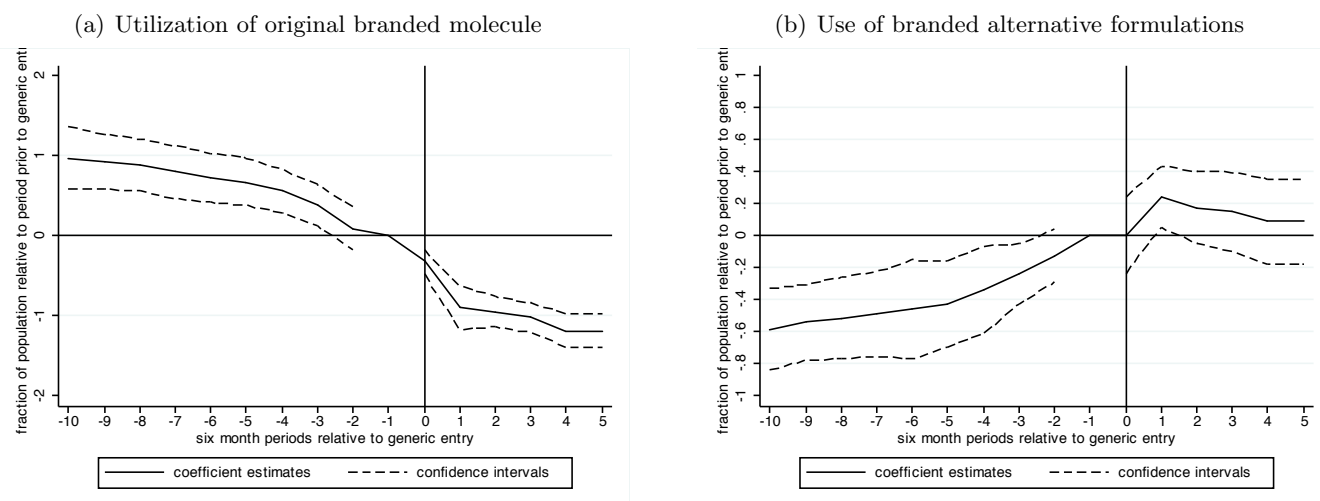 (a) Utilization of original branded molecule
fraction of population relative to period prior to generic enti
2
1
0
-1
-2
-10 -9 -8 -7 -6 -5 -4 -3 -2 -1 0 1 2 3 4 5
six month periods relative to generic entry
coefficient estimates confidence intervals
(b) Use of branded alternative formulations
fraction of population relative to period prior to generic enti
1
.8
.6
.4
.2
0
-.2
-.4
-.6
-.8
-1
-10 -9 -8 -7 -6 -5 -4 -3 -2 -1 0 1 2 3 4 5
six month periods relative to generic entry
coefficient estimates confidence intervals